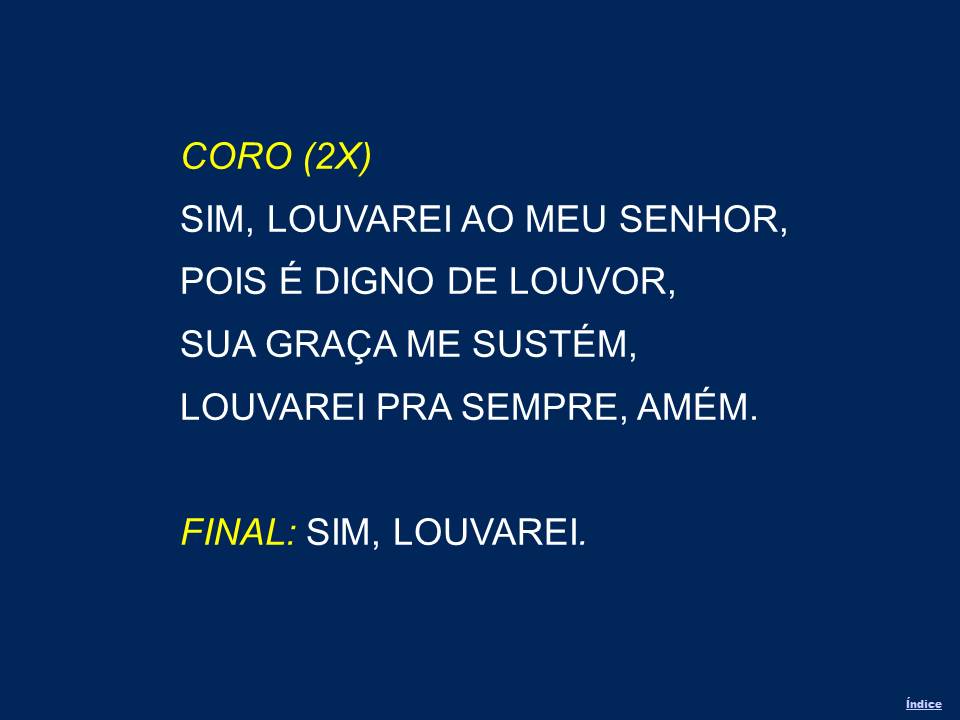 CORO (2X)
SIM, LOUVAREI AO MEU SENHOR,
POIS É DIGNO DE LOUVOR,
SUA GRAÇA ME SUSTÉM,
LOUVAREI PRA SEMPRE, AMÉM.
FINAL: SIM, LOUVAREI.
Índice